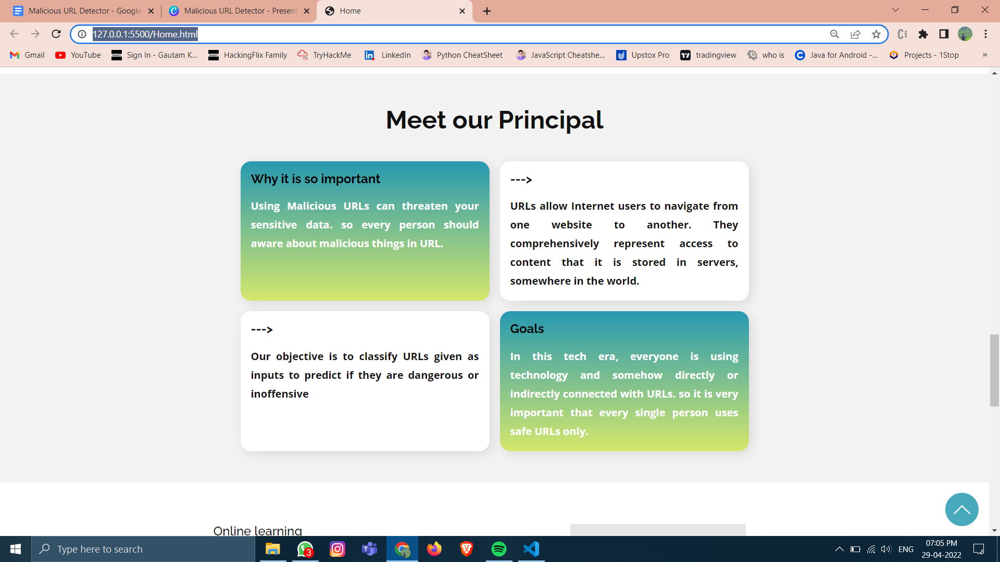 Malicious URL Detector - Google
Malicious URL Detector - Present
Home
127.0.0.1:5500/Home.html
Gmail
YouTube
Sign In - Gautam K...
HackingFlix Family
TryHackMe
LinkedIn
Python CheatSheet
JavaScript Cheatshe...
Upstox Pro
tradingview
who is
Java for Android -...
Projects - 1Stop
»
Meet our Principal
Why it is so important
Using Malicious URLs can threaten your
sensitive data. so every person should
aware about malicious things in URL.
--->
URLs allow Internet users to navigate from
one website to another. They
comprehensively represent access to
content that it is stored in servers,
somewhere in the world.
--->
Our objective is to classify URLs given as
inputs to predict if they are dangerous or
inoffensive
Goals
In this tech era, everyone is using
technology and somehow directly or
indirectly connected with URLs. so it is very
important that every single person uses
safe URLs only.
Online learning
Type here to search
3
ENG
07:05 PM
29-04-2022